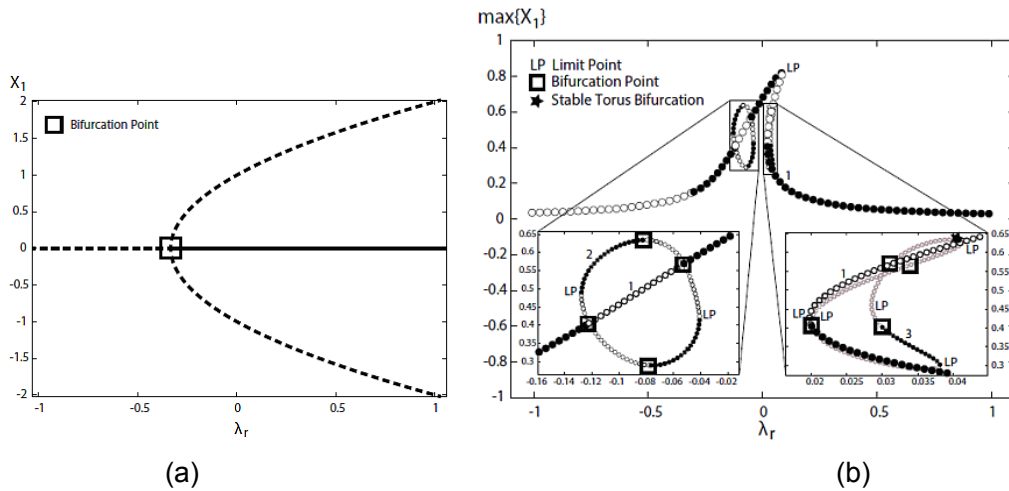 X1
2
1.5
1
0.5
0
-0.5
-1
-1.5
-2
Bifurcation Point
-1 -0.5 0 0.5 1
λr
(a)
max{X1}
1
0.8
0.6
0.4
0.2
0
-0.2
-0.4
-0.6
-0.8
-1
LP Limit Point
Bifurcation Point
Stable Torus Bifurcation
LP
1
2
1
LP
LP
0.65
0.6
0.55
0.5
0.45
0.4
0.35
0.3
-0.16 -0.14 -0.12 -0.1 -0.08 -0.06 -0.04 -0.02
1
LP
LP
LP
LP
3
LP
0.65
0.6
0.55
0.5
0.45
0.4
0.35
0.3
0.02 0.025 0.03 0.035 0.04
-1 -0.5 0 0.5 1
λr
(b)